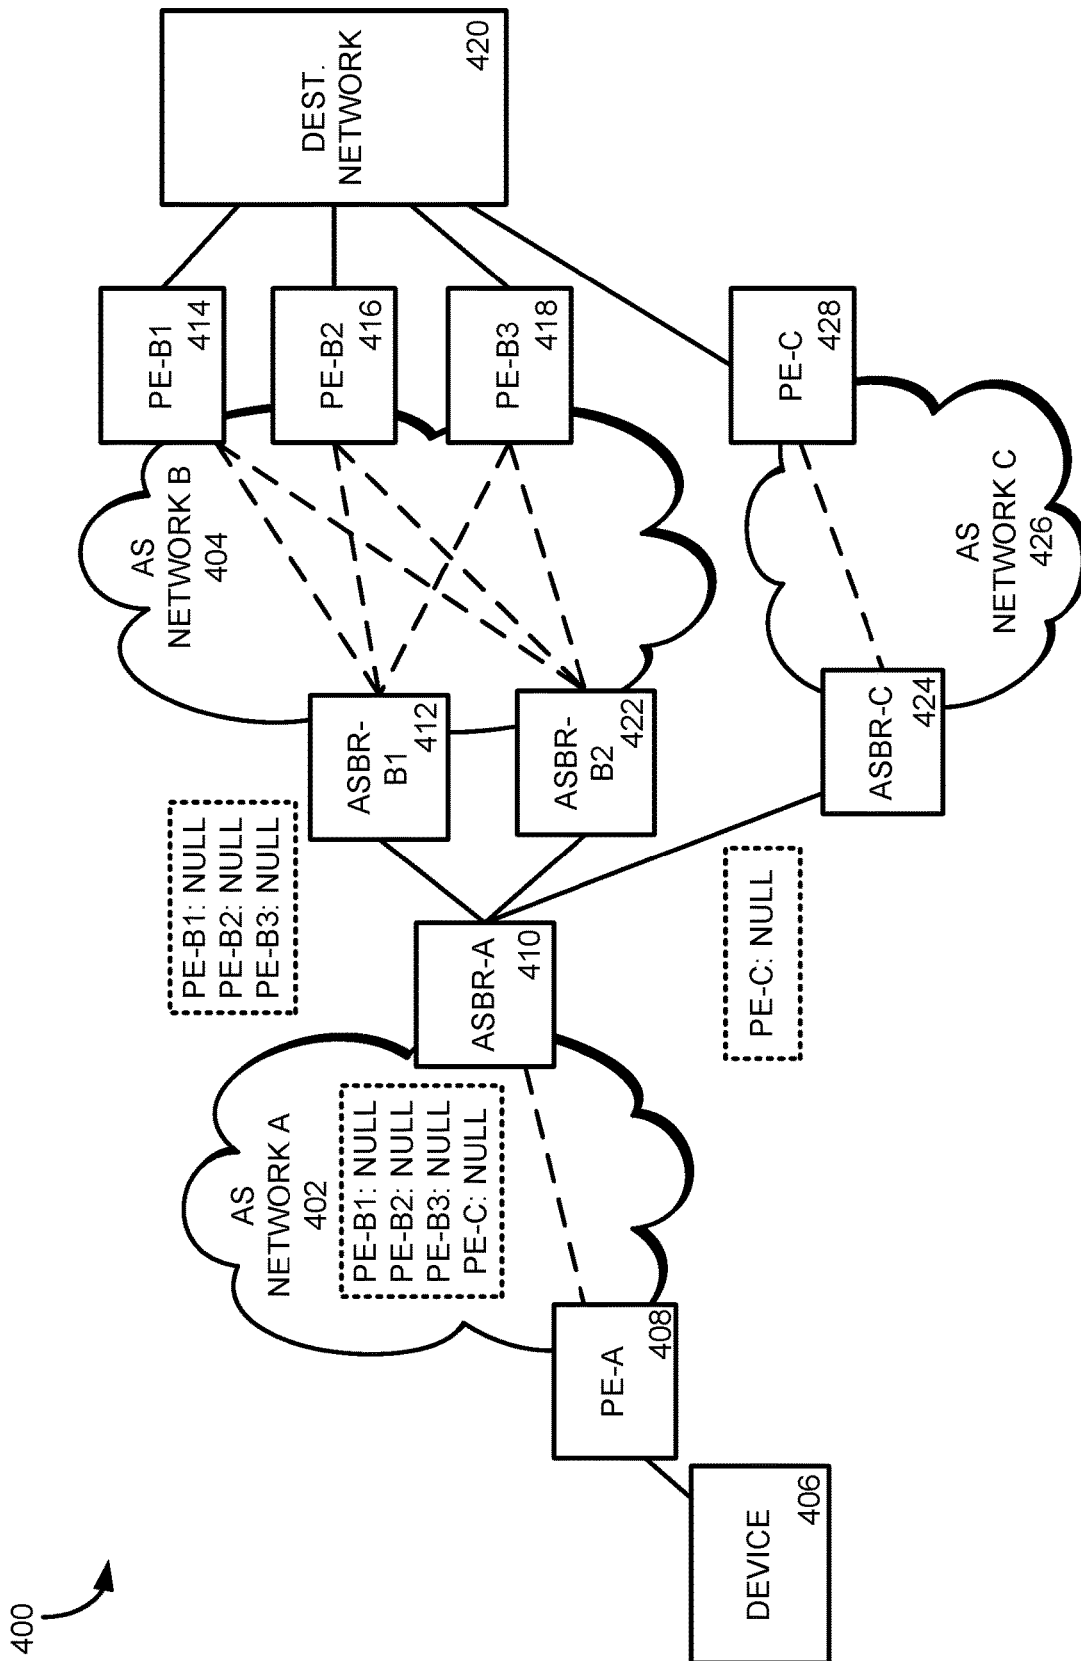 400
DEVICE
406
PE-A
408
AS
NETWORK A
402
PE-B1: NULL
PE-B2: NULL
PE-B3: NULL
PE-C: NULL
ASBR-A
410
PE-B1: NULL
PE-B2: NULL
PE-B3: NULL
PE-C: NULL
ASBR-
B1
412
ASBR-
B2
422
ASBR-C
424
AS
NETWORK B
404
AS
NETWORK C
426
PE-B1
414
PE-B2
416
PE-B3
418
PE-C
428
DEST.
NETWORK
420